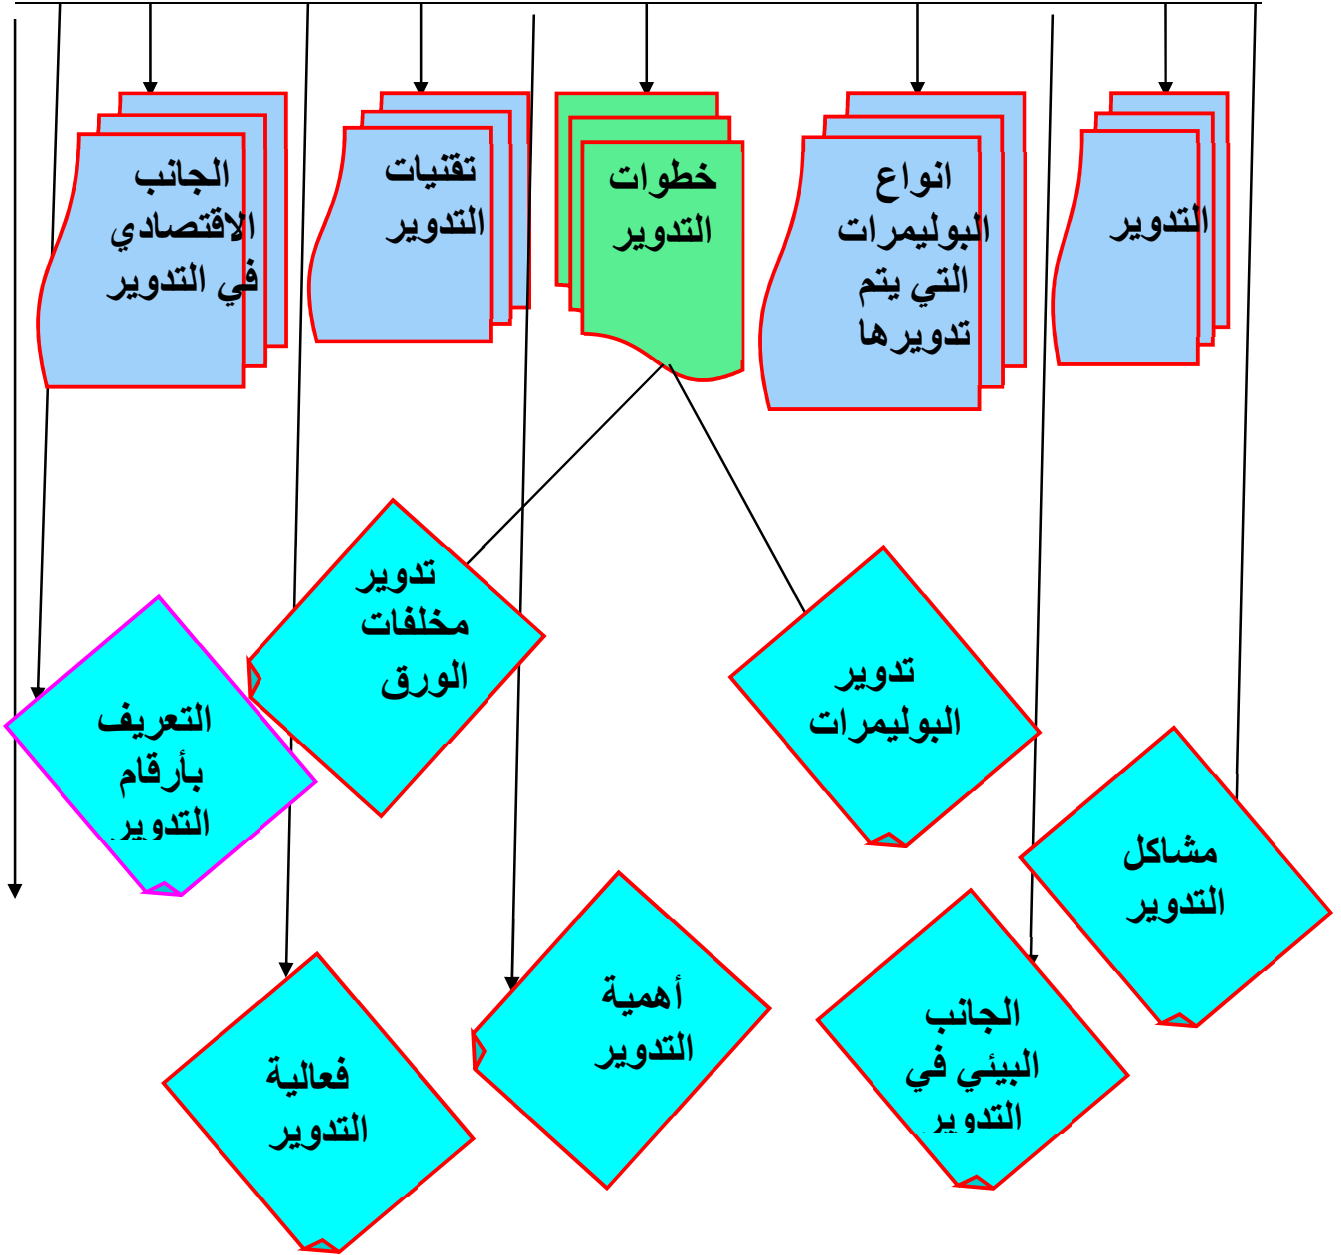 التدوير
انواع
البوليمرات
التي يتم
تدويرها
خطوات
التدوير
تقنيات
التدوير
الجانب
الاقتصادي
في التدوير
تدوير
مخلفات
الورق
تدوير
البوليمرات
التعريف
بأرقام
التدوير
مشاكل
التدوير
الجانب
البيئي في
التدوير
أهمية
التدوير
فعالية
التدوير